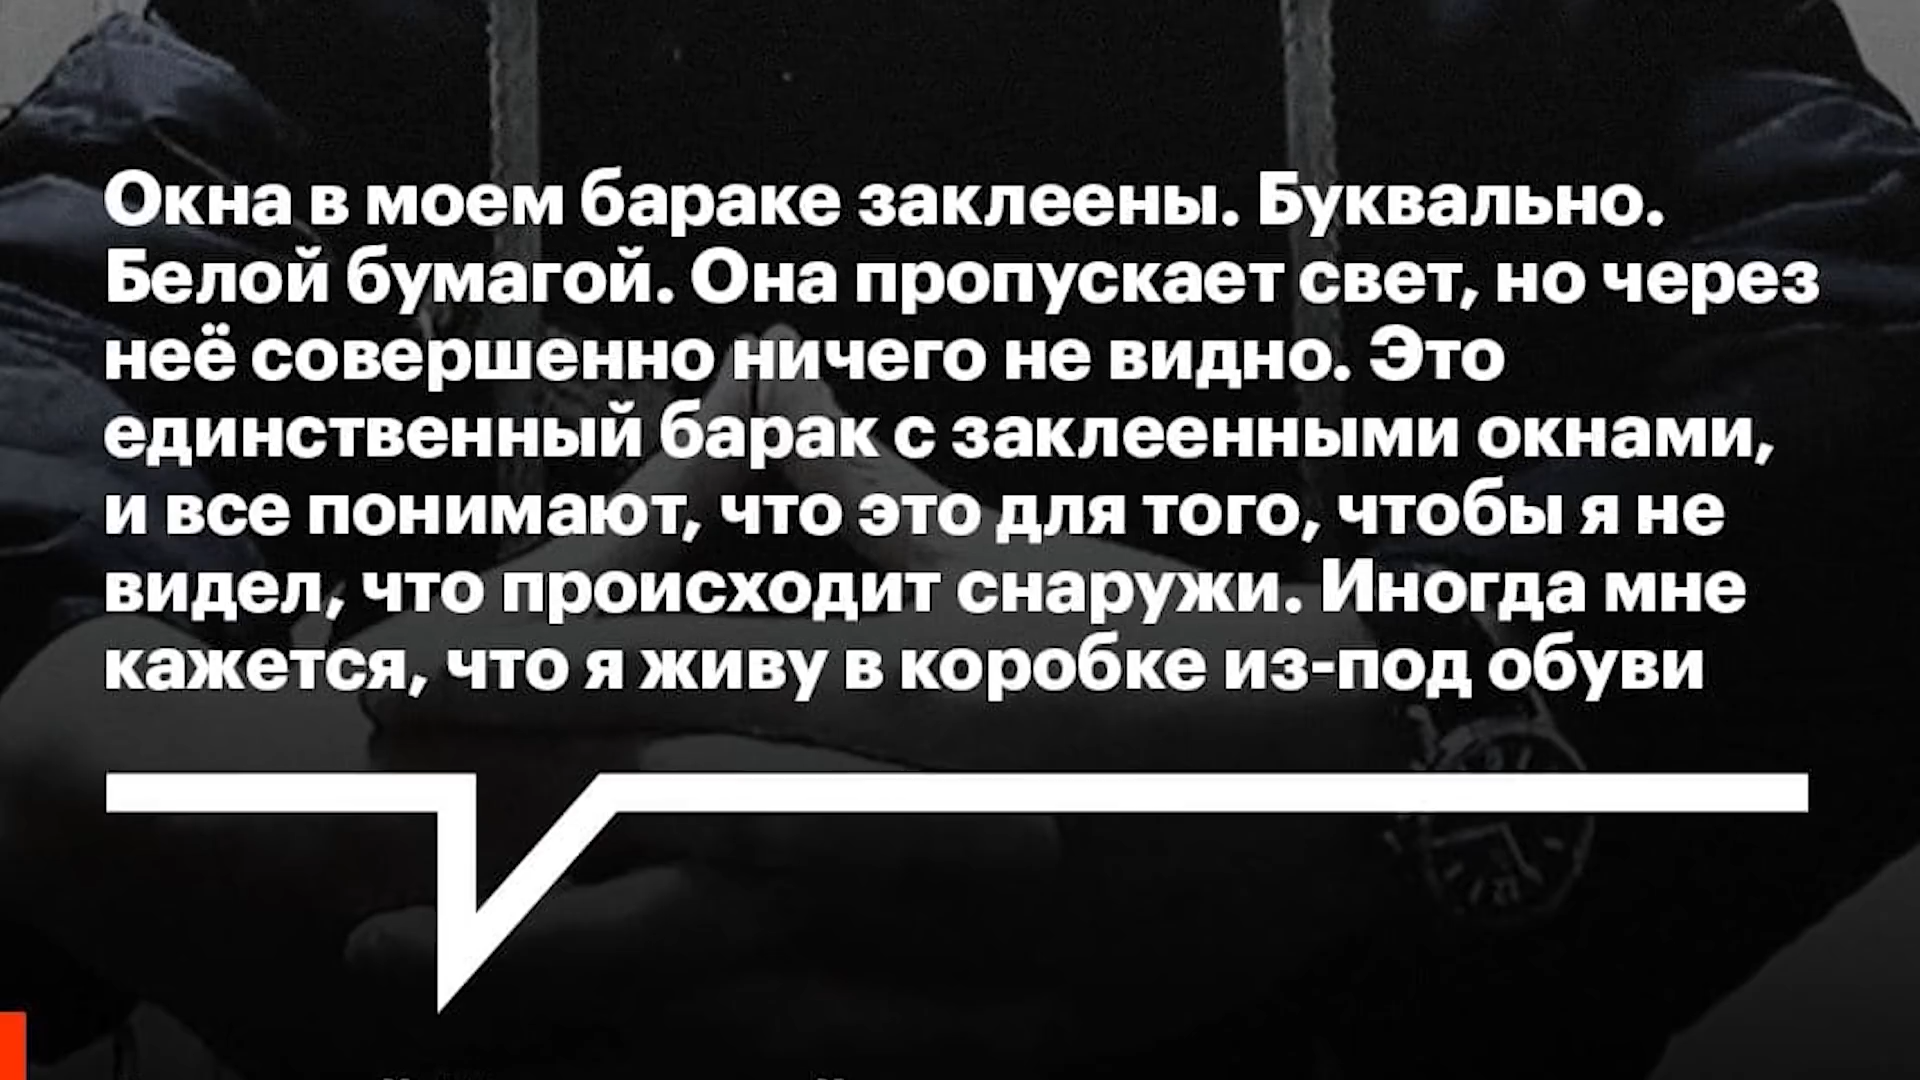 Окна в моем бараке заклеены. Буквально.
Белой бумагой. Она пропускает свет, но через
неё совершенно ничего не видно. Это
единственный барак с заклеенными окнами,
и все понимают, что это для того, чтобы я не
видел, что происходит снаружи. Иногда мне
кажется, что я живу в коробке из-под обуви